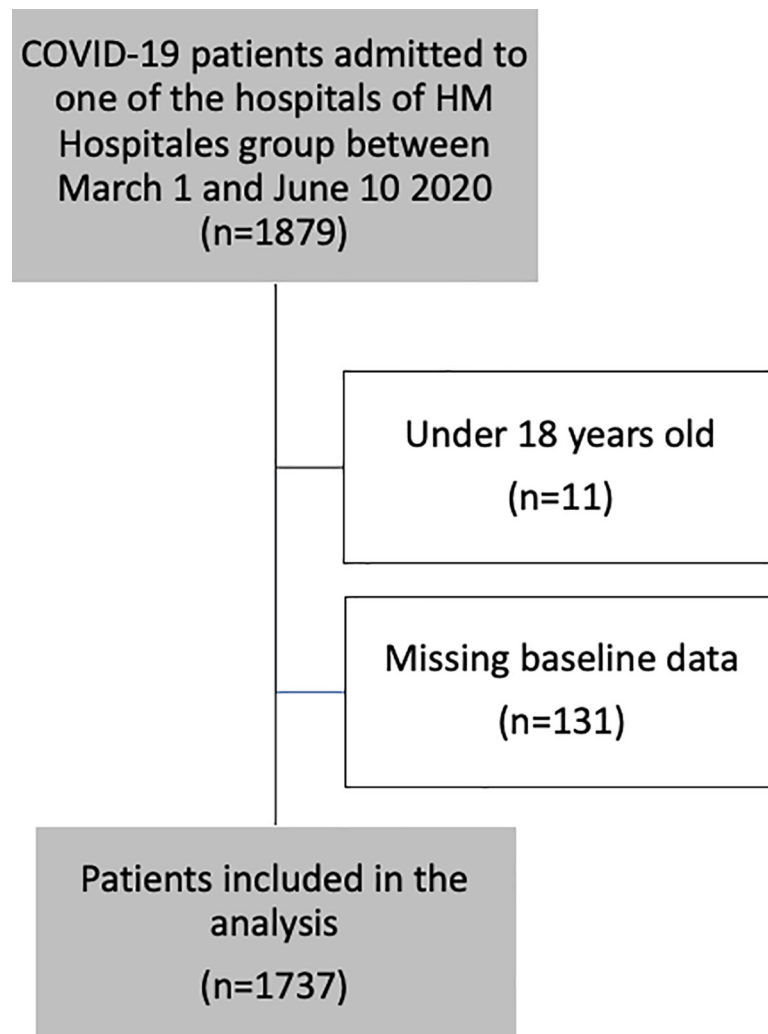 COVID-19 patients admitted to
one of the hospitals of HM
Hospitales group between
March 1 and June 10 2020
(n=1879)
Under 18 years old
(n=11)
Missing baseline data
(n=131)
Patients included in the
analysis
(n=1737)